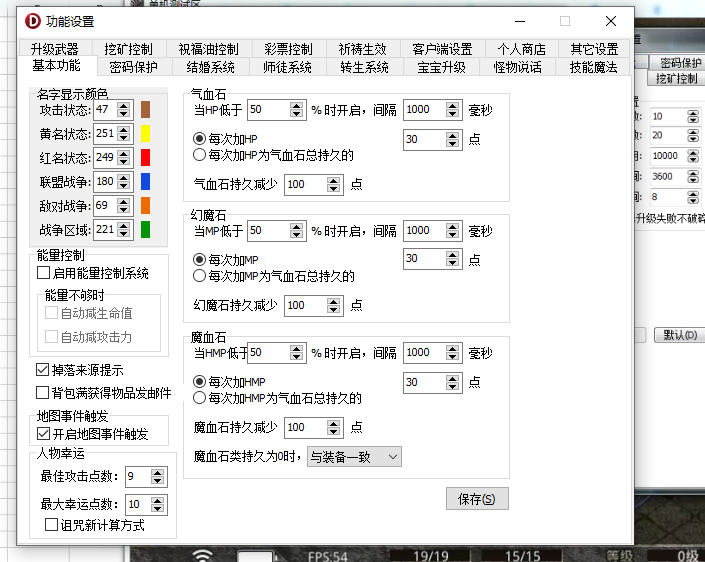 单机测试区
功能设置
升级武器 挖矿控制 祝福油控制 彩票控制 祈祷生效 客户端设置 个人商店 其它设置
基本功能 密码保护 结婚系统 师徒系统 转生系统 宝宝升级 怪物说话 技能魔法
名字显示颜色
攻击状态: 47
黄名状态: 251
红名状态: 249
联盟战争: 180
敌对战争: 69
战争区域: 221
能量控制
启用能量控制系统
能量不够时
自动减生命值
自动减攻击力
掉落来源提示
背包满获得物品发邮件
地图事件触发
开启地图事件触发
人物幸运
最佳攻击点数: 9
最大幸运点数: 10
诅咒新计算方式
气血石
当HP低于 50 % 时开启, 间隔 1000 毫秒
每次加HP 30 点
每次加HP为气血石总持久的
气血石持久减少 100 点
幻魔石
当MP低于 50 % 时开启, 间隔 1000 毫秒
每次加MP 30 点
每次加MP为气血石总持久的
幻魔石持久减少 100 点
魔血石
当HMP低于 50 % 时开启, 间隔 1000 毫秒
每次加HMP 30 点
每次加HMP为气血石总持久的
魔血石持久减少 100 点
魔血石类持久为0时, 与装备一致
保存(S)
置
密码保护
挖矿控制
10
20
10000
3600
8
升级失败不破碎
默认(D)
FPS:54 19/19 15/15 等级 0级